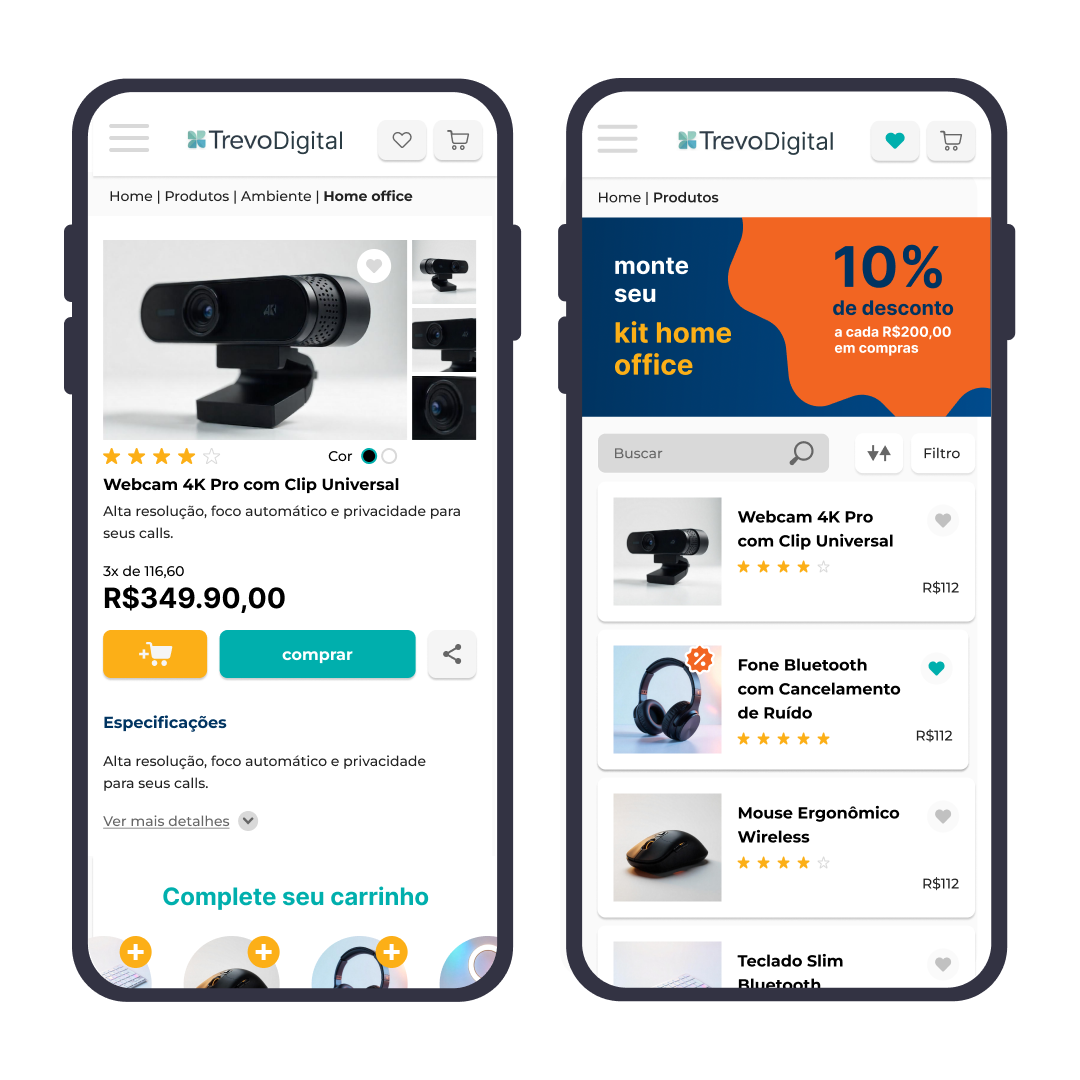 TrevoDigital
Home | Produtos | Ambiente | Home office
4K
Cor
Webcam 4K Pro com Clip Universal
Alta resolução, foco automático e privacidade para
seus calls.
3x de 116,60
R$349.90,00
+
comprar
Especificações
Alta resolução, foco automático e privacidade
para seus calls.
Ver mais detalhes
Complete seu carrinho
+ + +
TrevoDigital
Home | Produtos
monte
seu
kit home
office
10%
de desconto
a cada R$200,00
em compras
Buscar
Filtro
Webcam 4K Pro
com Clip Universal
R$112
%
Fone Bluetooth
com Cancelamento
de Ruído
R$112
Mouse Ergonômico
Wireless
R$112
Teclado Slim
Bluetooth